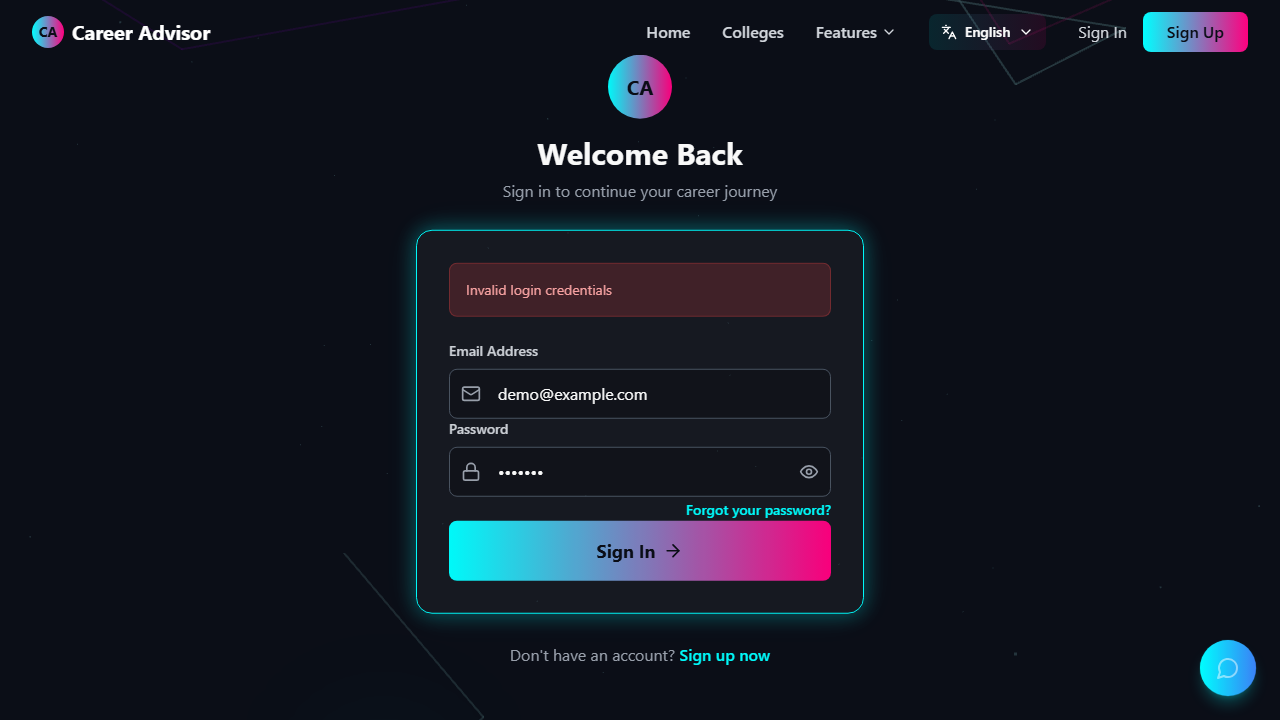 CA Career Advisor Home Colleges Features English Sign In Sign Up
CA
Welcome Back
Sign in to continue your career journey
Invalid login credentials
Email Address
demo@example.com
Password
•••••••
Forgot your password?
Sign In →
Don't have an account? Sign up now